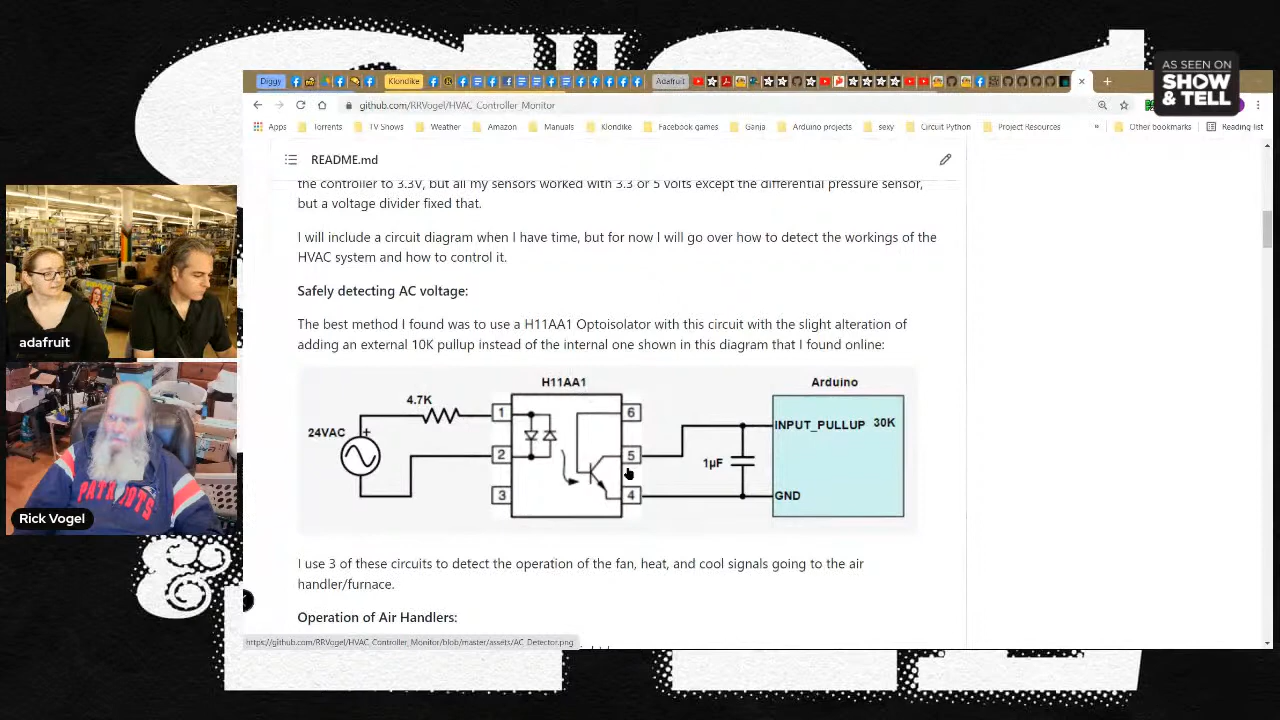 AS SEEN ON
SHOW
& TELL
Diggy
Klondike
Adafruit
github.com/RRVogel/HVAC_Controller_Monitor
Apps Torrents TV Shows Weather Amazon Manuals Klondike Facebook games Ganja Arduino projects sexy Circuit Python Project Resources » Other bookmarks Reading list
README.md
the controller to 3.3V, but all my sensors worked with 3.3 or 5 volts except the differential pressure sensor,
but a voltage divider fixed that.
I will include a circuit diagram when I have time, but for now I will go over how to detect the workings of the
HVAC system and how to control it.
Safely detecting AC voltage:
The best method I found was to use a H11AA1 Optoisolator with this circuit with the slight alteration of
adding an external 10K pullup instead of the internal one shown in this diagram that I found online:
H11AA1 Arduino
4.7K 1 6
24VAC + INPUT_PULLUP 30K
2 5
1µF
3 4 GND
I use 3 of these circuits to detect the operation of the fan, heat, and cool signals going to the air
handler/furnace.
Operation of Air Handlers:
https://github.com/RRVogel/HVAC_Controller_Monitor/blob/master/assets/AC_Detector.png
adafruit
PATRIOTS
Rick Vogel
&